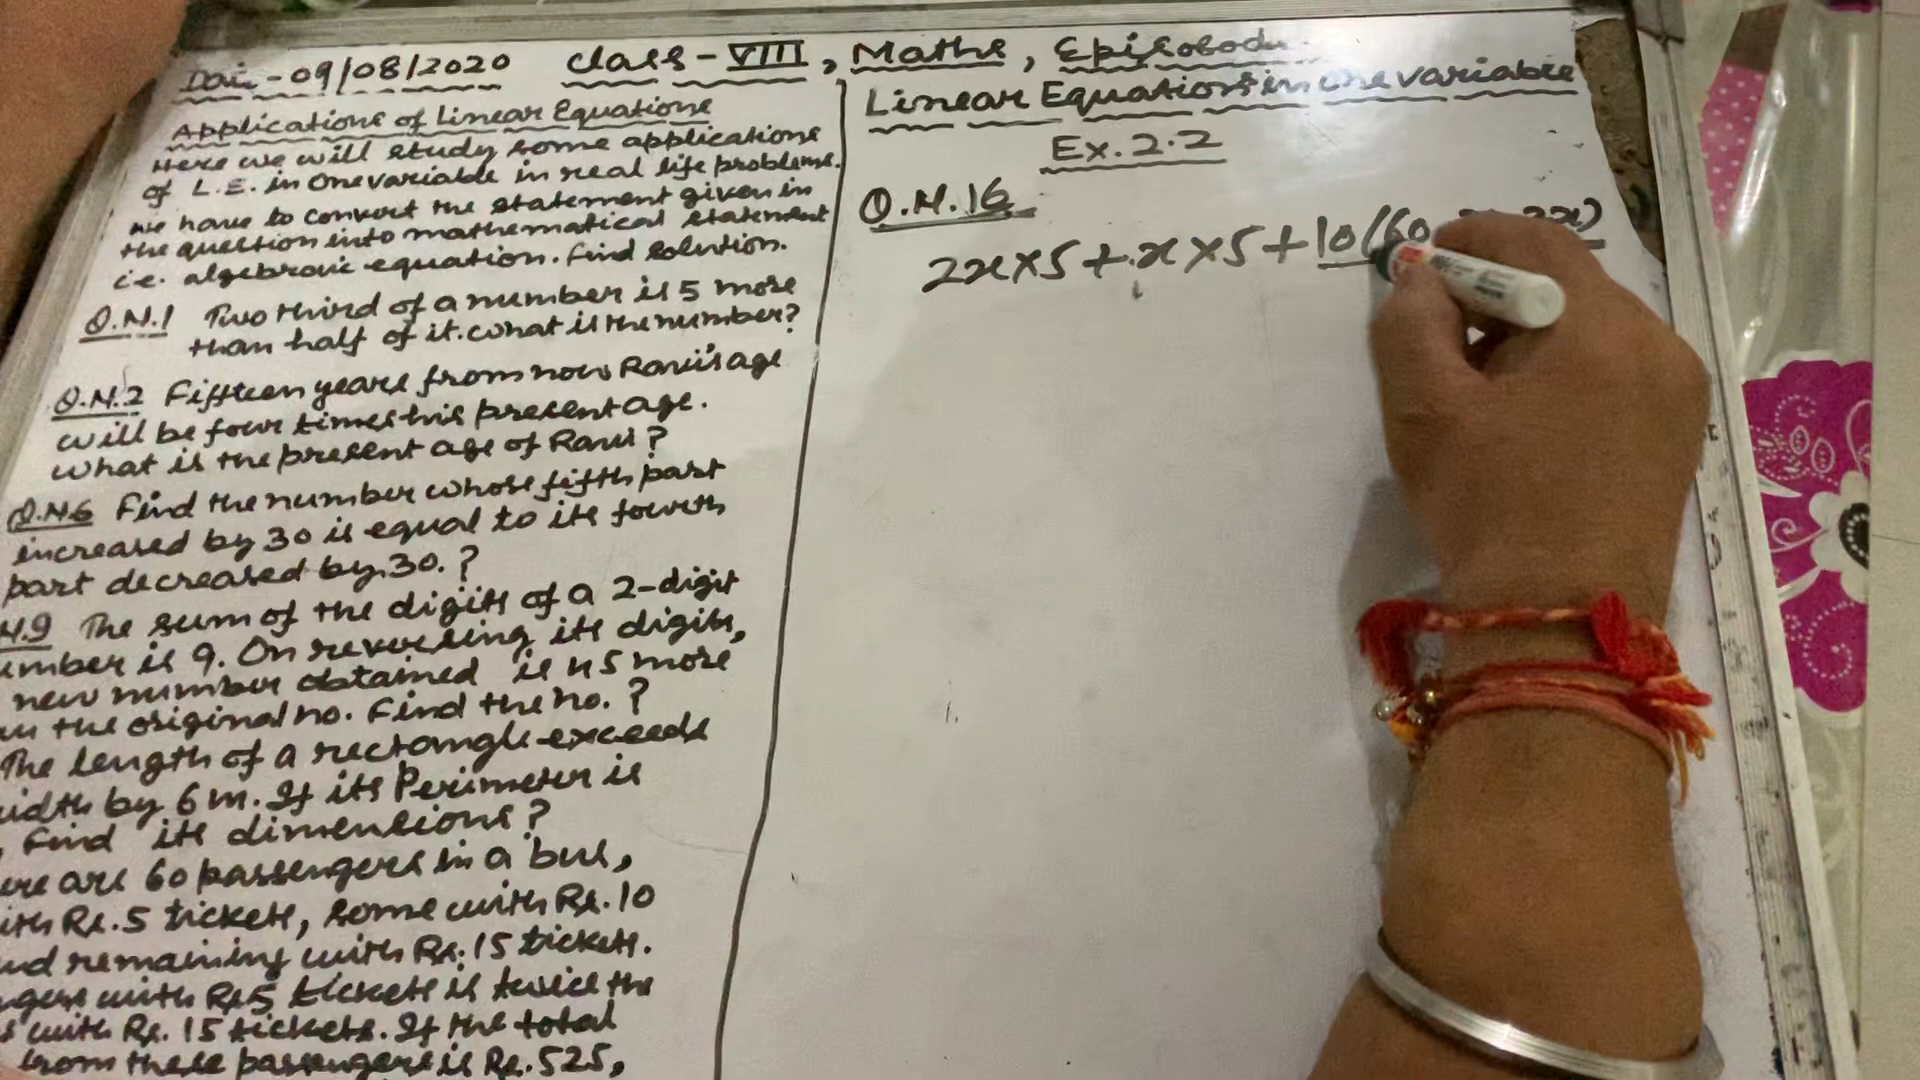 09/08/2020 Class-VIII, Maths,
Applications of Linear Equations
Here we will study some applications
of L.E. in one variable in real life problems.
we have to convert the statement given in
the question into mathematical statement
i.e. algebraic equation. Find solution.
Q.N.1 Two third of a number is 5 more
than half of it. what is the number?
Q.N.2 Fifteen years from now Ravi's age
will be four times his present age.
what is the present age of Ravi?
Q.N.6 Find the number whose fifth part
increased by 30 is equal to its fourth
part decreased by 30.?
N.9 The sum of the digits of a 2-digit
umber is 9. On reversing its digits,
new number obtained is 45 more
an the original no. Find the no.?
The length of a rectangle exceeds
width by 6m. If its Perimeter is
Find its dimensions?
ere are 60 passengers in a bus,
ith Rs.5 tickets, some with Rs.10
nd remaining with Rs.15 tickets.
ngers with Rs5 tickets is twice the
s with Rs. 15 tickets. If the total
from these passengers is Rs.525,
Linear Equations in one variable
Ex.2.2
Q.N.16
2x×5+x×5+10(60